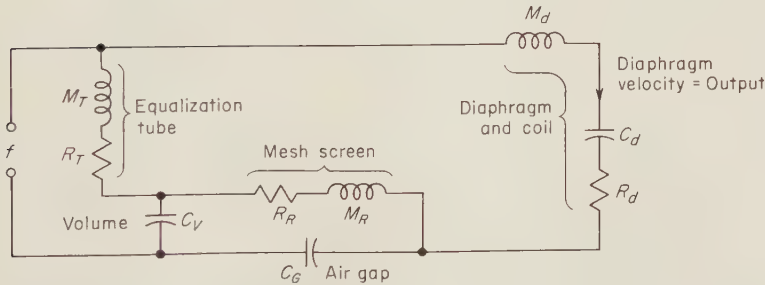 M_d
Diaphragm
velocity = Output
M_T
Equalization
tube
Diaphragm
and coil
C_d
f
R_T
Mesh screen
R_d
Volume
C_V
R_R
M_R
C_G
Air gap